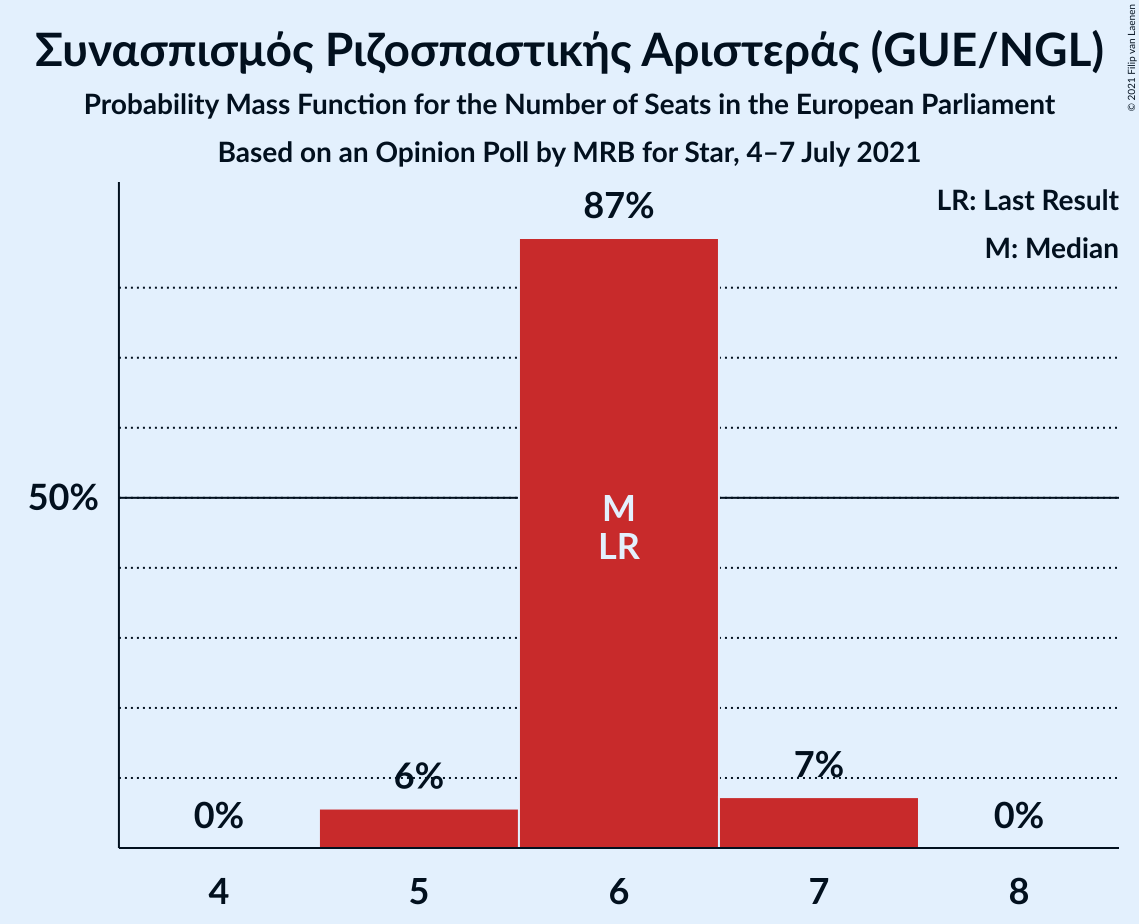 Συνασπισμός Ριζοσπαστικής Αριστεράς (GUE/NGL)
Probability Mass Function for the Number of Seats in the European Parliament
Based on an Opinion Poll by MRB for Star, 4–7 July 2021
© 2021 Filip van Laenen
LR: Last Result
M: Median
87%
50%
M
LR
6%
7%
0%
0%
4
5
6
7
8